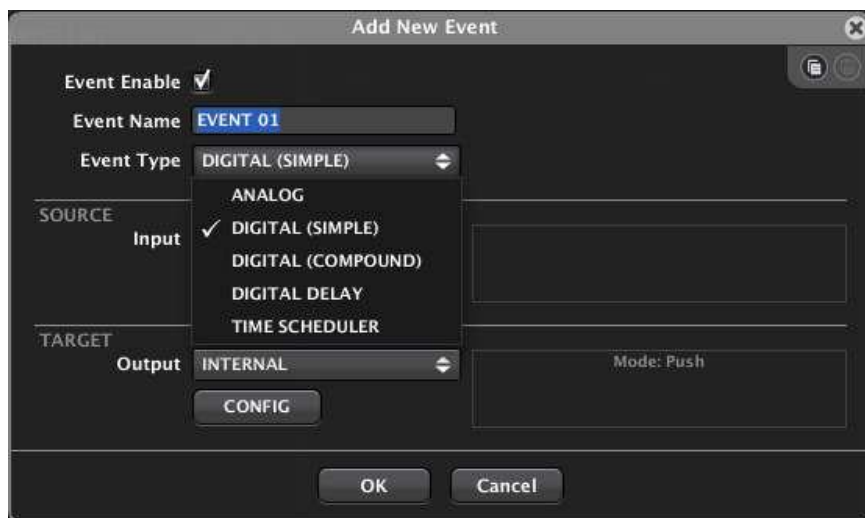 Add New Event
Event Enable
Event Name EVENT 01
Event Type DIGITAL (SIMPLE)
ANALOG
SOURCE
DIGITAL (SIMPLE)
Input
DIGITAL (COMPOUND)
DIGITAL DELAY
TIME SCHEDULER
TARGET
Output INTERNAL
Mode: Push
CONFIG
OK Cancel